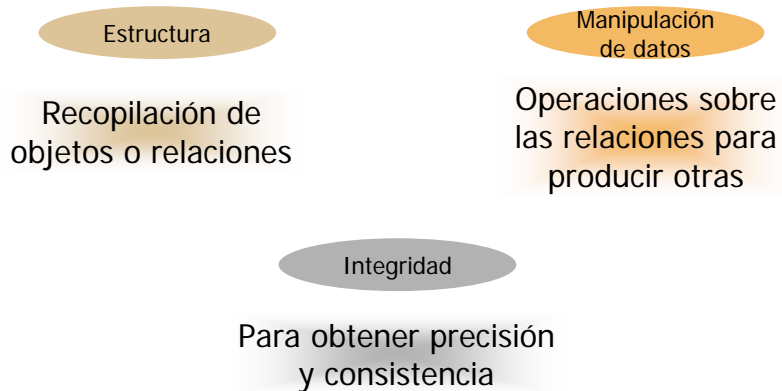 Estructura
Recopilación de
objetos o relaciones
Manipulación
de datos
Operaciones sobre
las relaciones para
producir otras
Integridad
Para obtener precisión
y consistencia